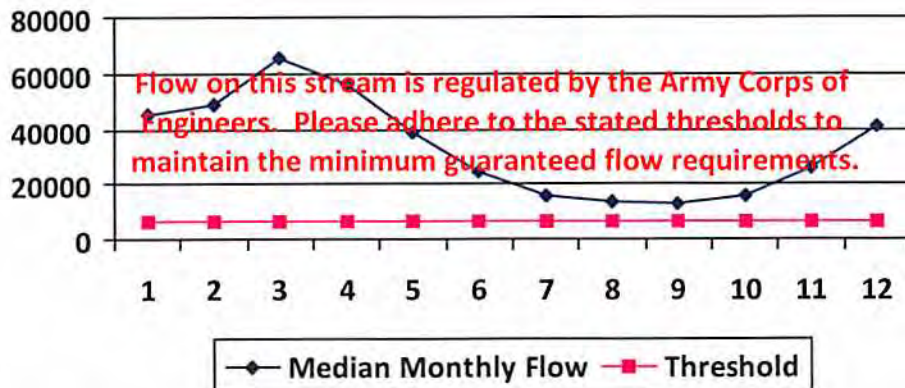 80000
60000
40000
20000
0
Flow on this stream is regulated by the Army Corps of
Engineers. Please adhere to the stated thresholds to
maintain the minimum guaranteed flow requirements.
1 2 3 4 5 6 7 8 9 10 11 12
Median Monthly Flow Threshold